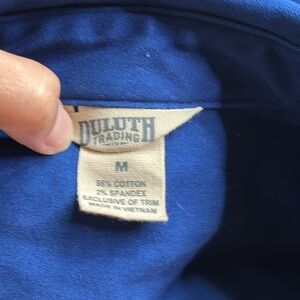 DULUTH
TRADING
M
98% COTTON
2% SPANDEX
EXCLUSIVE OF TRIM
MADE IN VIETNAM